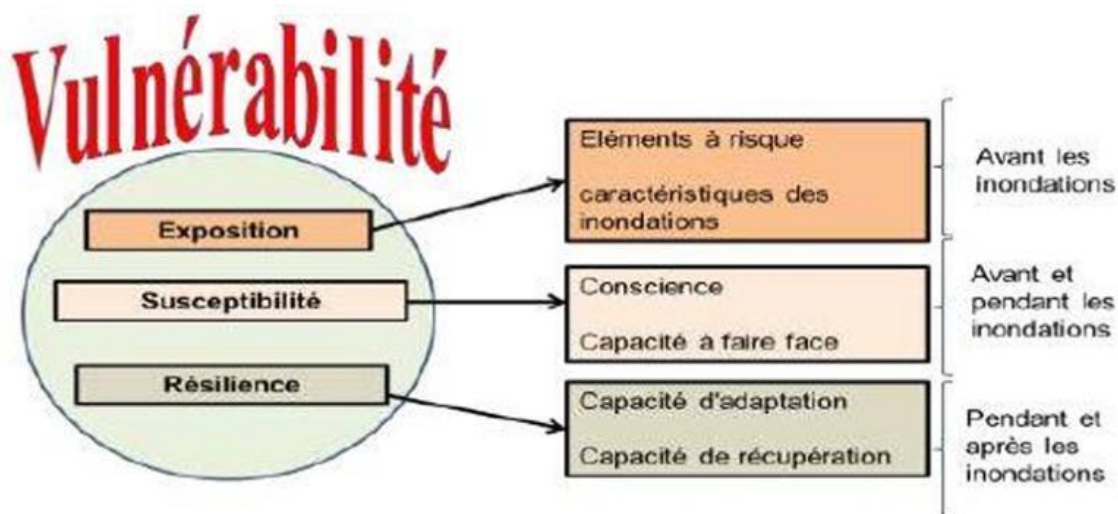 Vulnérabilité
Exposition
Susceptibilité
Résilience
Eléments à risque
caractéristiques des
inondations
Conscience
Capacité à faire face
Capacité d'adaptation
Capacité de récupération
Avant les
inondations
Avant et
pendant les
inondations
Pendant et
après les
inondations